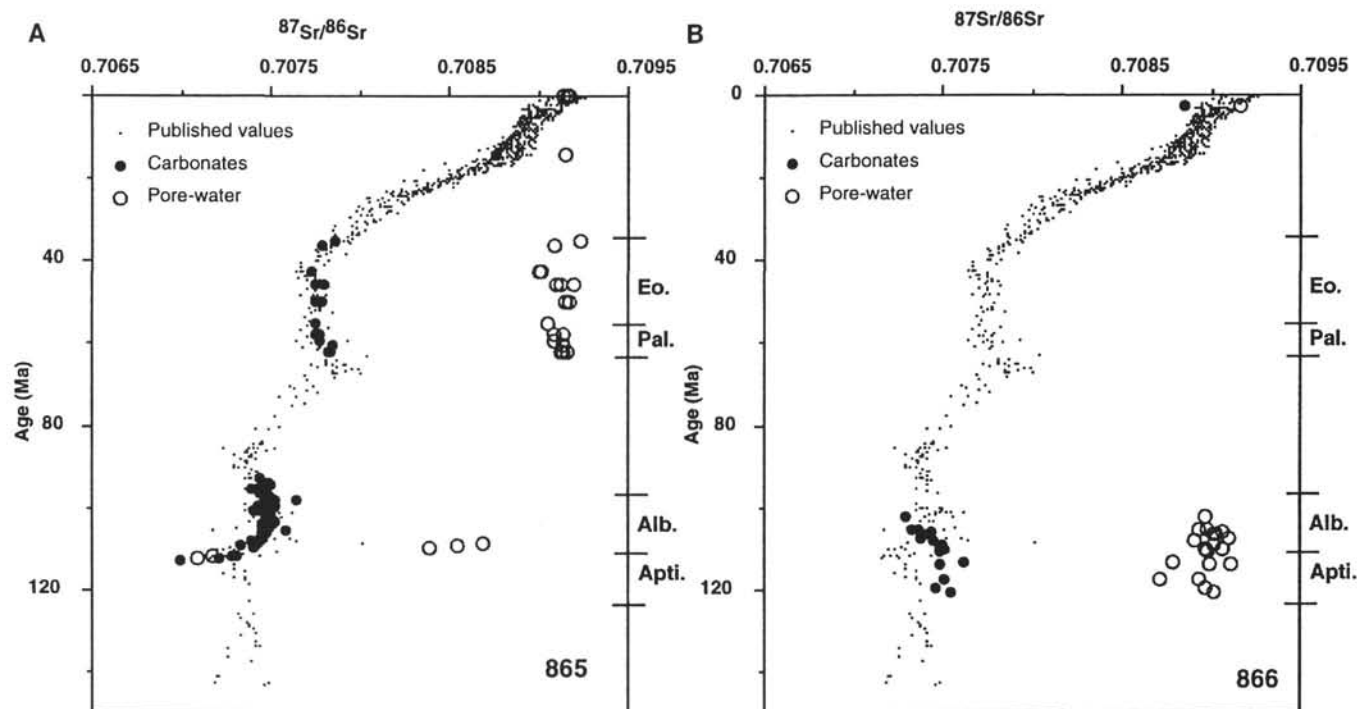 A
87Sr/86Sr
0.7065 0.7075 0.7085 0.7095
Published values
Carbonates
Pore-water
Age (Ma)
40
80
120
Eo.
Pal.
Alb.
Apti.
865
B
87Sr/86Sr
0.7065 0.7075 0.7085 0.7095
0
Published values
Carbonates
Pore-water
Age (Ma)
40
80
120
Eo.
Pal.
Alb.
Apti.
866